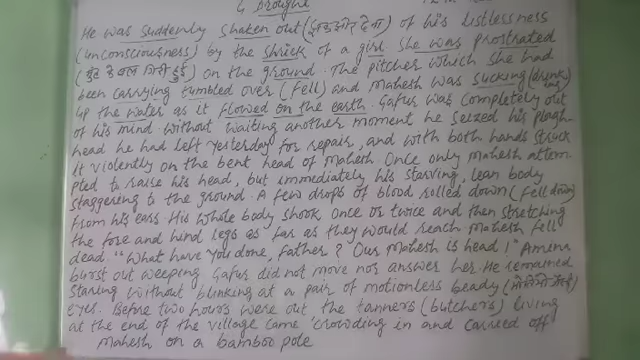 Drought
He was suddenly shaken out (झकझोर देना) of his listlessness
(unconsciousness) by the shrick of a girl she was prostrated
(मुह के बल गिरी हुई) on the ground. The pitcher which she had
been carrying tumbled over (fell) and Mahesh was sucking (drink
ing) up the water as it flowed on the earth. Gafur was completely out
of his mind. Without waiting another moment he seized his plough-
head he had left yesterday for repair, and with both hands struck
it violently on the bent head of Mahesh. Once only Mahesh attem-
pted to raise his head, but immediately his starving, lean body
staggering to the ground. A few drops of blood rolled down (fell down)
from his ears. His whole body shook once or twice and then stretching
the fore and hind legs as far as they would reach Mahesh fell
dead. "What have you done, father? Our Mahesh is head!" Amina
burst out weeping. Gafur did not move nor answer her. He remained
staring without blinking at a pair of motionless beady eyes.
Before two hours were out the tanners (butchers) living
at the end of the village came crowding in and carried off
Mahesh on a bamboo pole